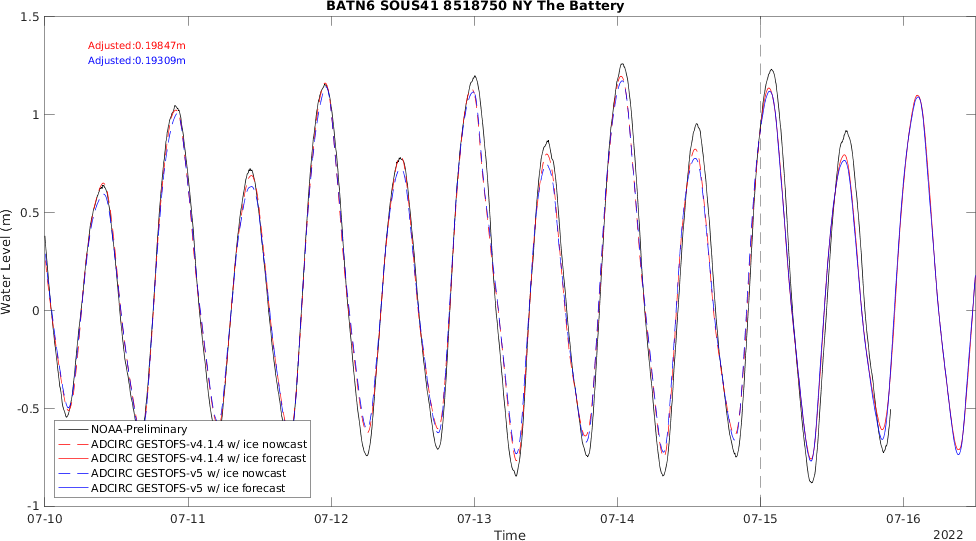 BATN6 SOUS41 8518750 NY The Battery
1.5
Adjusted:0.19847m
Adjusted:0.19309m
1
0.5
Water Level (m)
0
-0.5
NOAA-Preliminary
ADCIRC GESTOFS-v4.1.4 w/ ice nowcast
ADCIRC GESTOFS-v4.1.4 w/ ice forecast
ADCIRC GESTOFS-v5 w/ ice nowcast
ADCIRC GESTOFS-v5 w/ ice forecast
-1
07-10 07-11 07-12 07-13 07-14 07-15 07-16
Time
2022